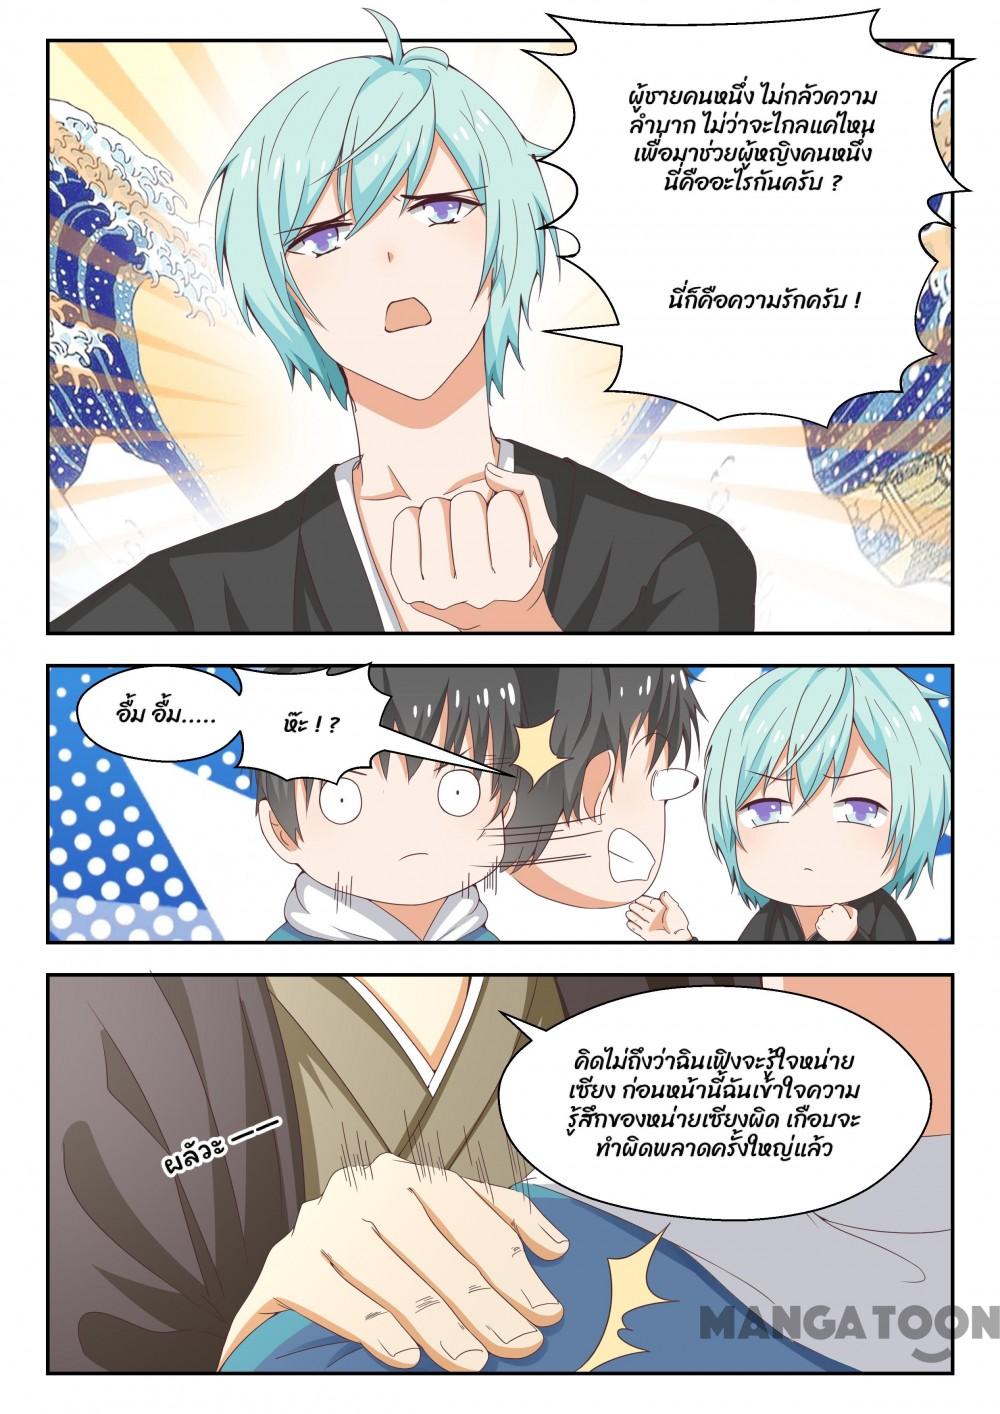 ผู้ชายคนหนึ่ง ไม่กลัวความ
ลำบาก ไม่ว่าจะไกลแค่ไหน
เพื่อมาช่วยผู้หญิงคนหนึ่ง
นี่คืออะไรกันครับ ?
นี่ก็คือความรักครับ !
อื้ม อื้ม.....
ห๊ะ ! ?
คิดไม่ถึงว่าฉินเฟิงจะรู้ใจหน่าย
เซียง ก่อนหน้านี้ฉันเข้าใจความ
รู้สึกของหน่ายเซียงผิด เกือบจะ
ทำผิดพลาดครั้งใหญ่แล้ว
ผลัวะ ——
MANGATOON